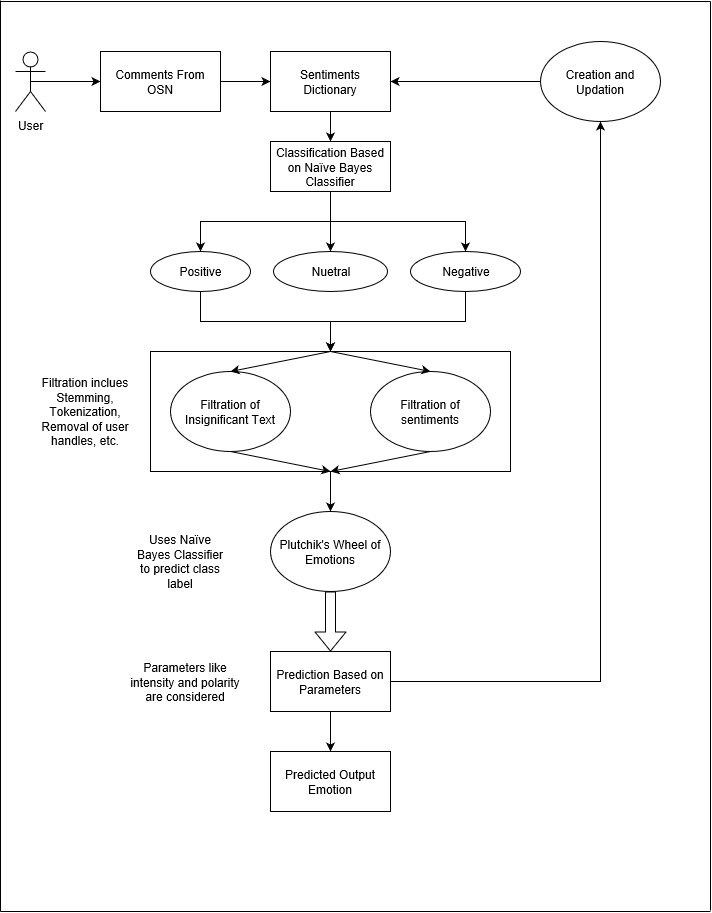 Comments From
OSN
Sentiments
Dictionary
Creation and
Updation
User
Classification Based
on Naïve Bayes
Classifier
Positive
Nuetral
Negative
Filtration inclues
Stemming,
Tokenization,
Removal of user
handles, etc.
Filtration of
Insignificant Text
Filtration of
sentiments
Uses Naïve
Bayes Classifier
to predict class
label
Plutchik's Wheel of
Emotions
Parameters like
intensity and polarity
are considered
Prediction Based on
Parameters
Predicted Output
Emotion